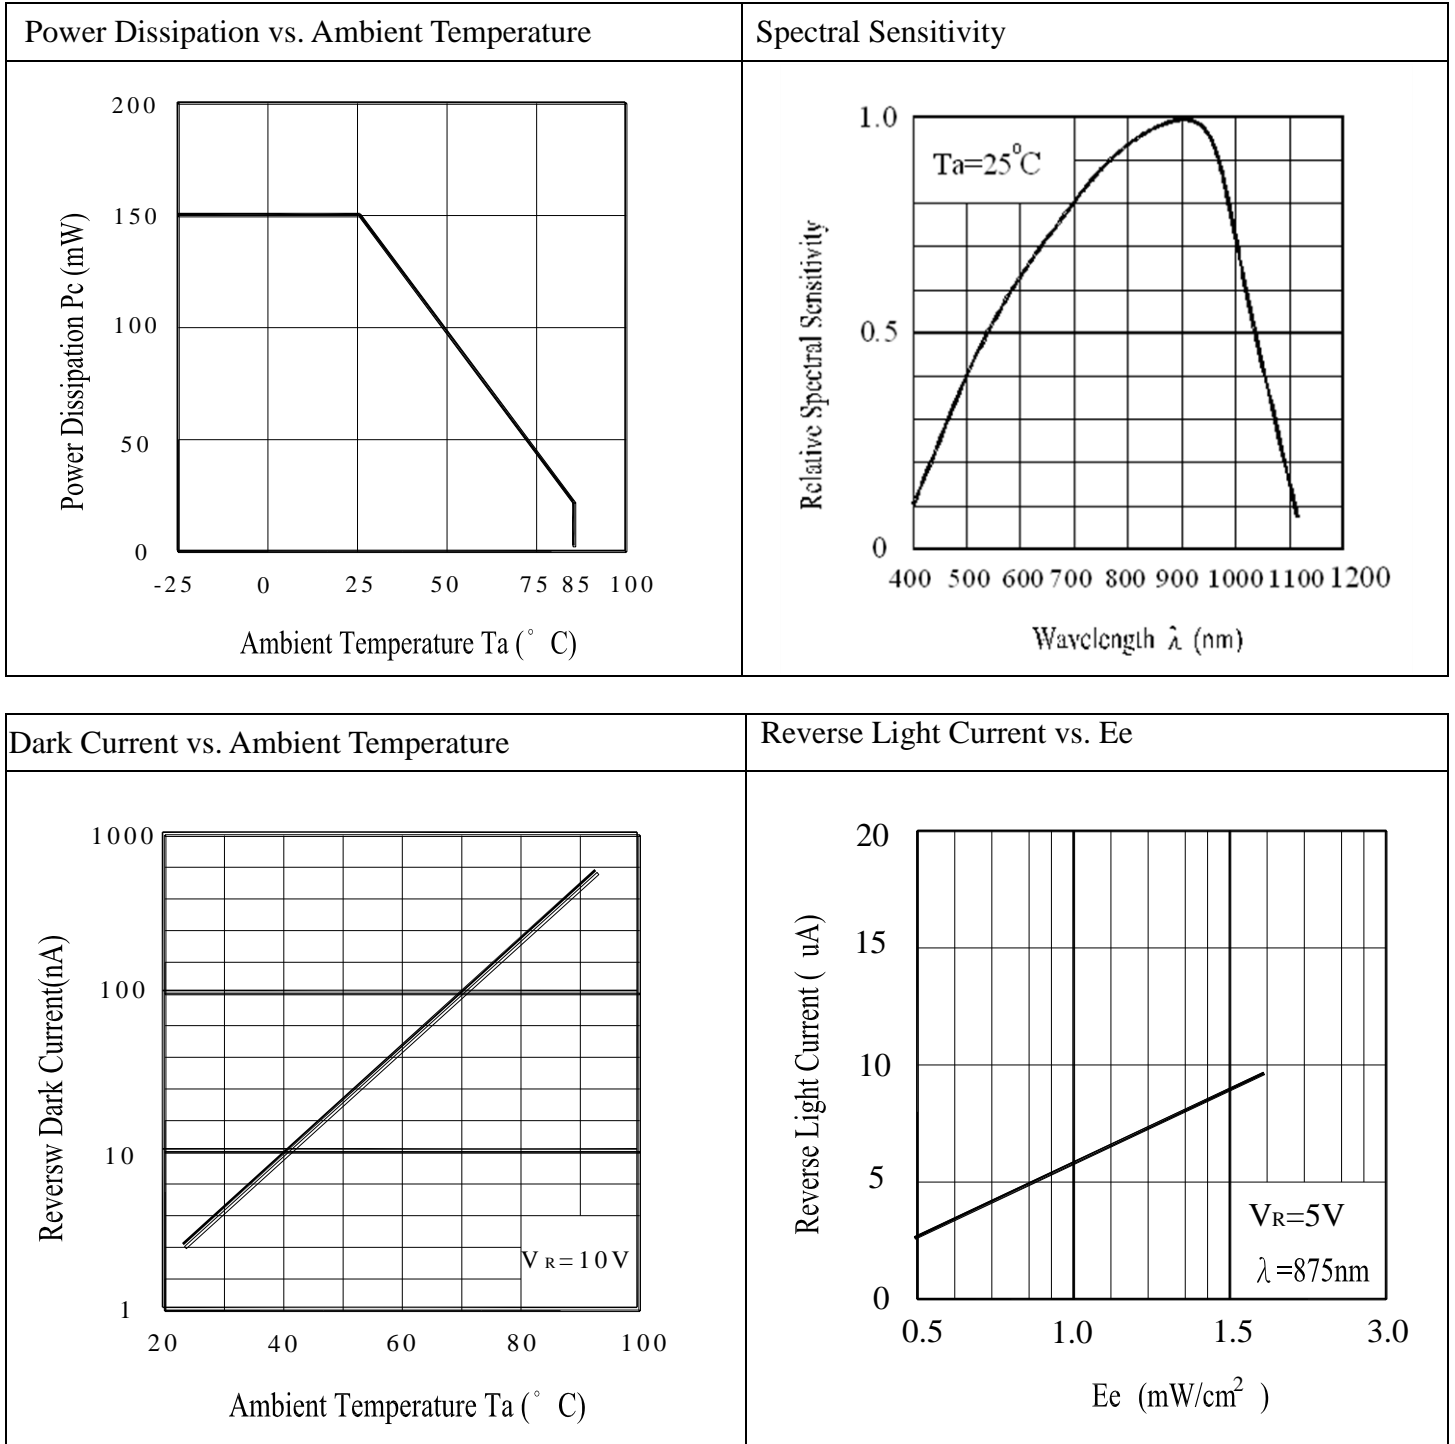 Power Dissipation vs. Ambient Temperature
Spectral Sensitivity
200
150
100
50
0
-25 0 25 50 75 85 100
Power Dissipation Pc (mW)
Ambient Temperature Ta (° C)
1.0
0.5
0
Ta=25°C
400 500 600 700 800 900 1000 1100 1200
Relative Spectral Sensitivity
Wavelength λ (nm)
Dark Current vs. Ambient Temperature
Reverse Light Current vs. Ee
1000
100
10
1
VR=10V
20 40 60 80 100
Reversw Dark Current(nA)
Ambient Temperature Ta (° C)
20
15
10
5
0
VR=5V
λ=875nm
0.5 1.0 1.5 3.0
Reverse Light Current ( uA)
Ee (mW/cm² )